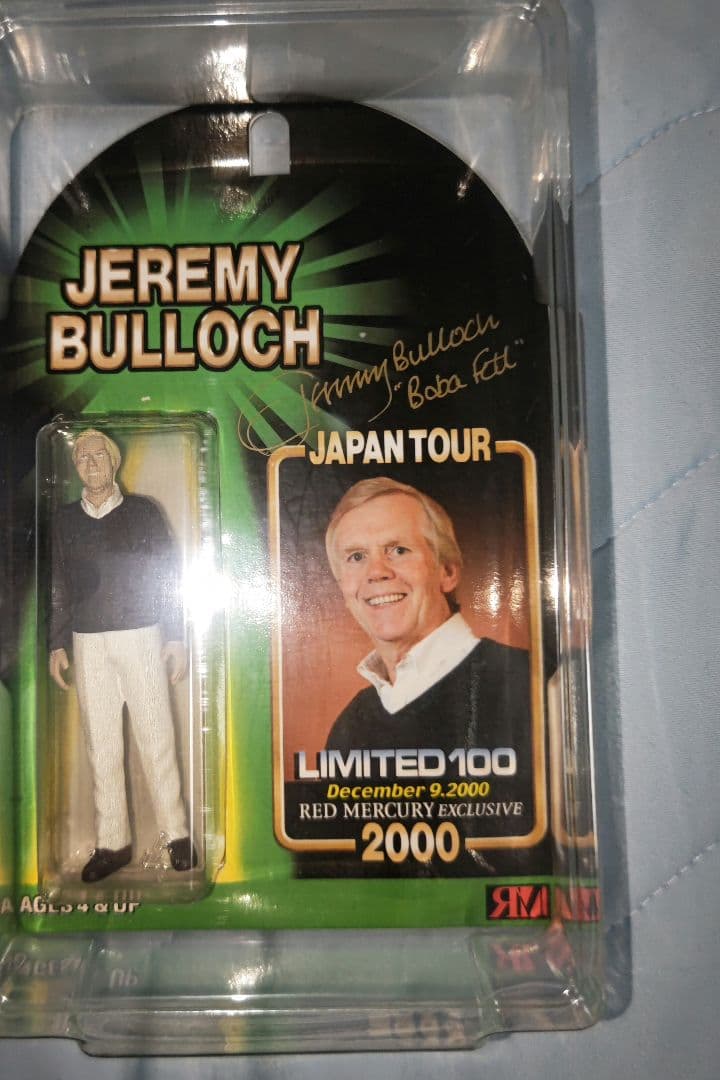 JEREMY
BULLOCH
Jeremy Bulloch
"Boba Fett"
JAPAN TOUR
LIMITED 100
December 9.2000
RED MERCURY EXCLUSIVE
2000
AGES 4 & UP